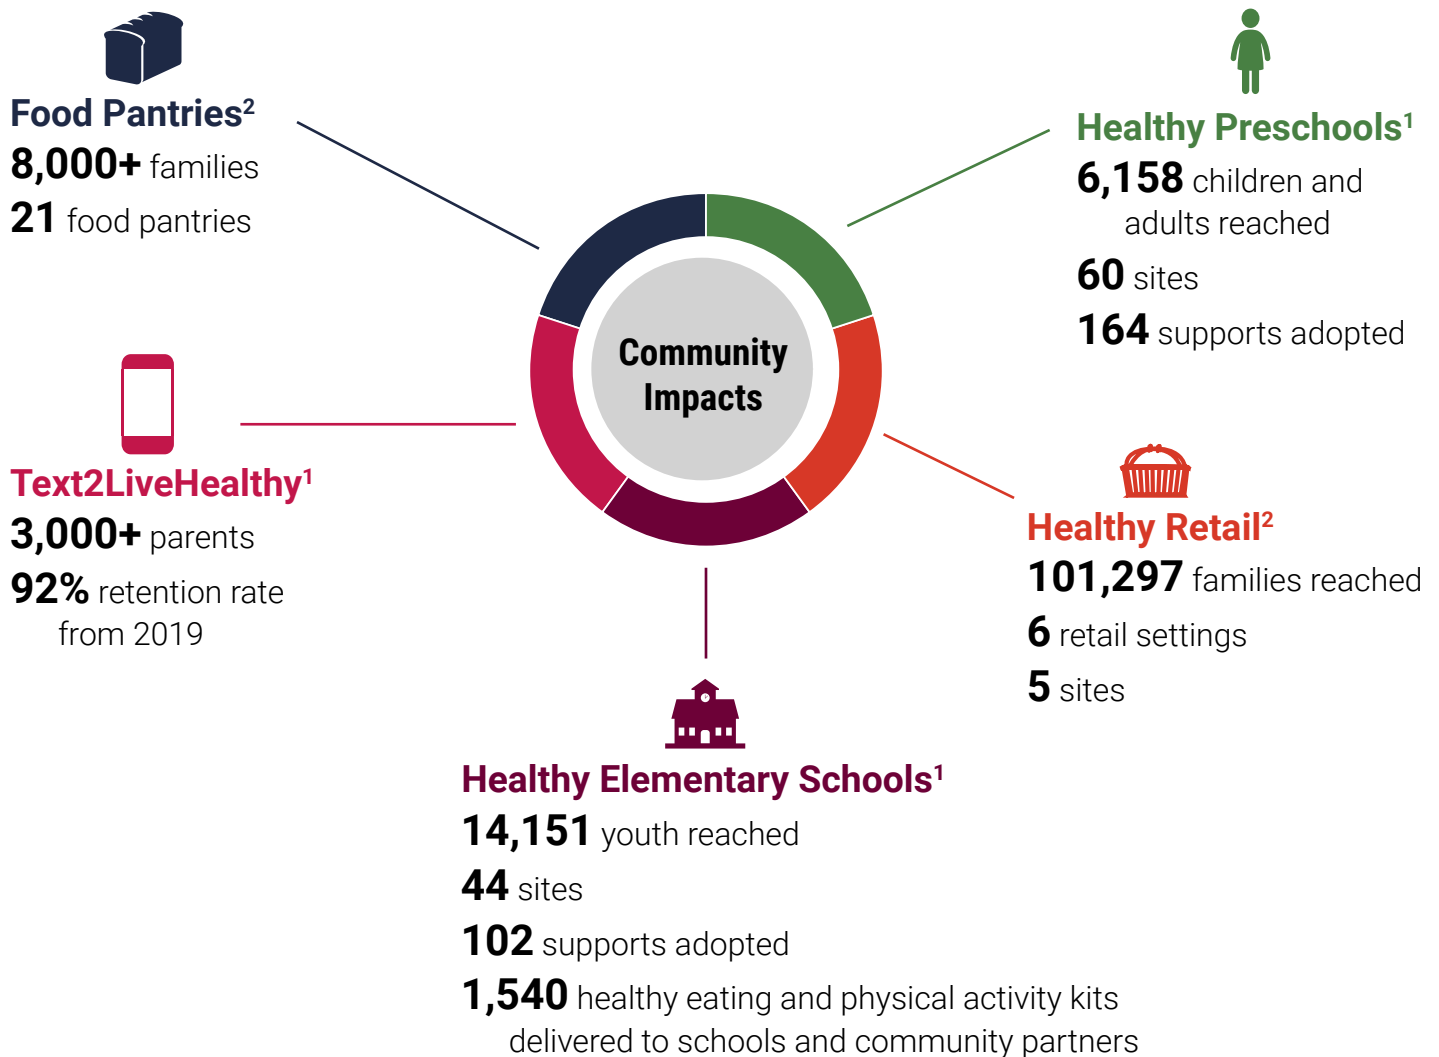 Food Pantries²
8,000+ families
21 food pantries
Healthy Preschools¹
6,158 children and
adults reached
60 sites
164 supports adopted
Community
Impacts
Text2LiveHealthy¹
3,000+ parents
92% retention rate
from 2019
Healthy Retail²
101,297 families reached
6 retail settings
5 sites
Healthy Elementary Schools¹
14,151 youth reached
44 sites
102 supports adopted
1,540 healthy eating and physical activity kits
delivered to schools and community partners